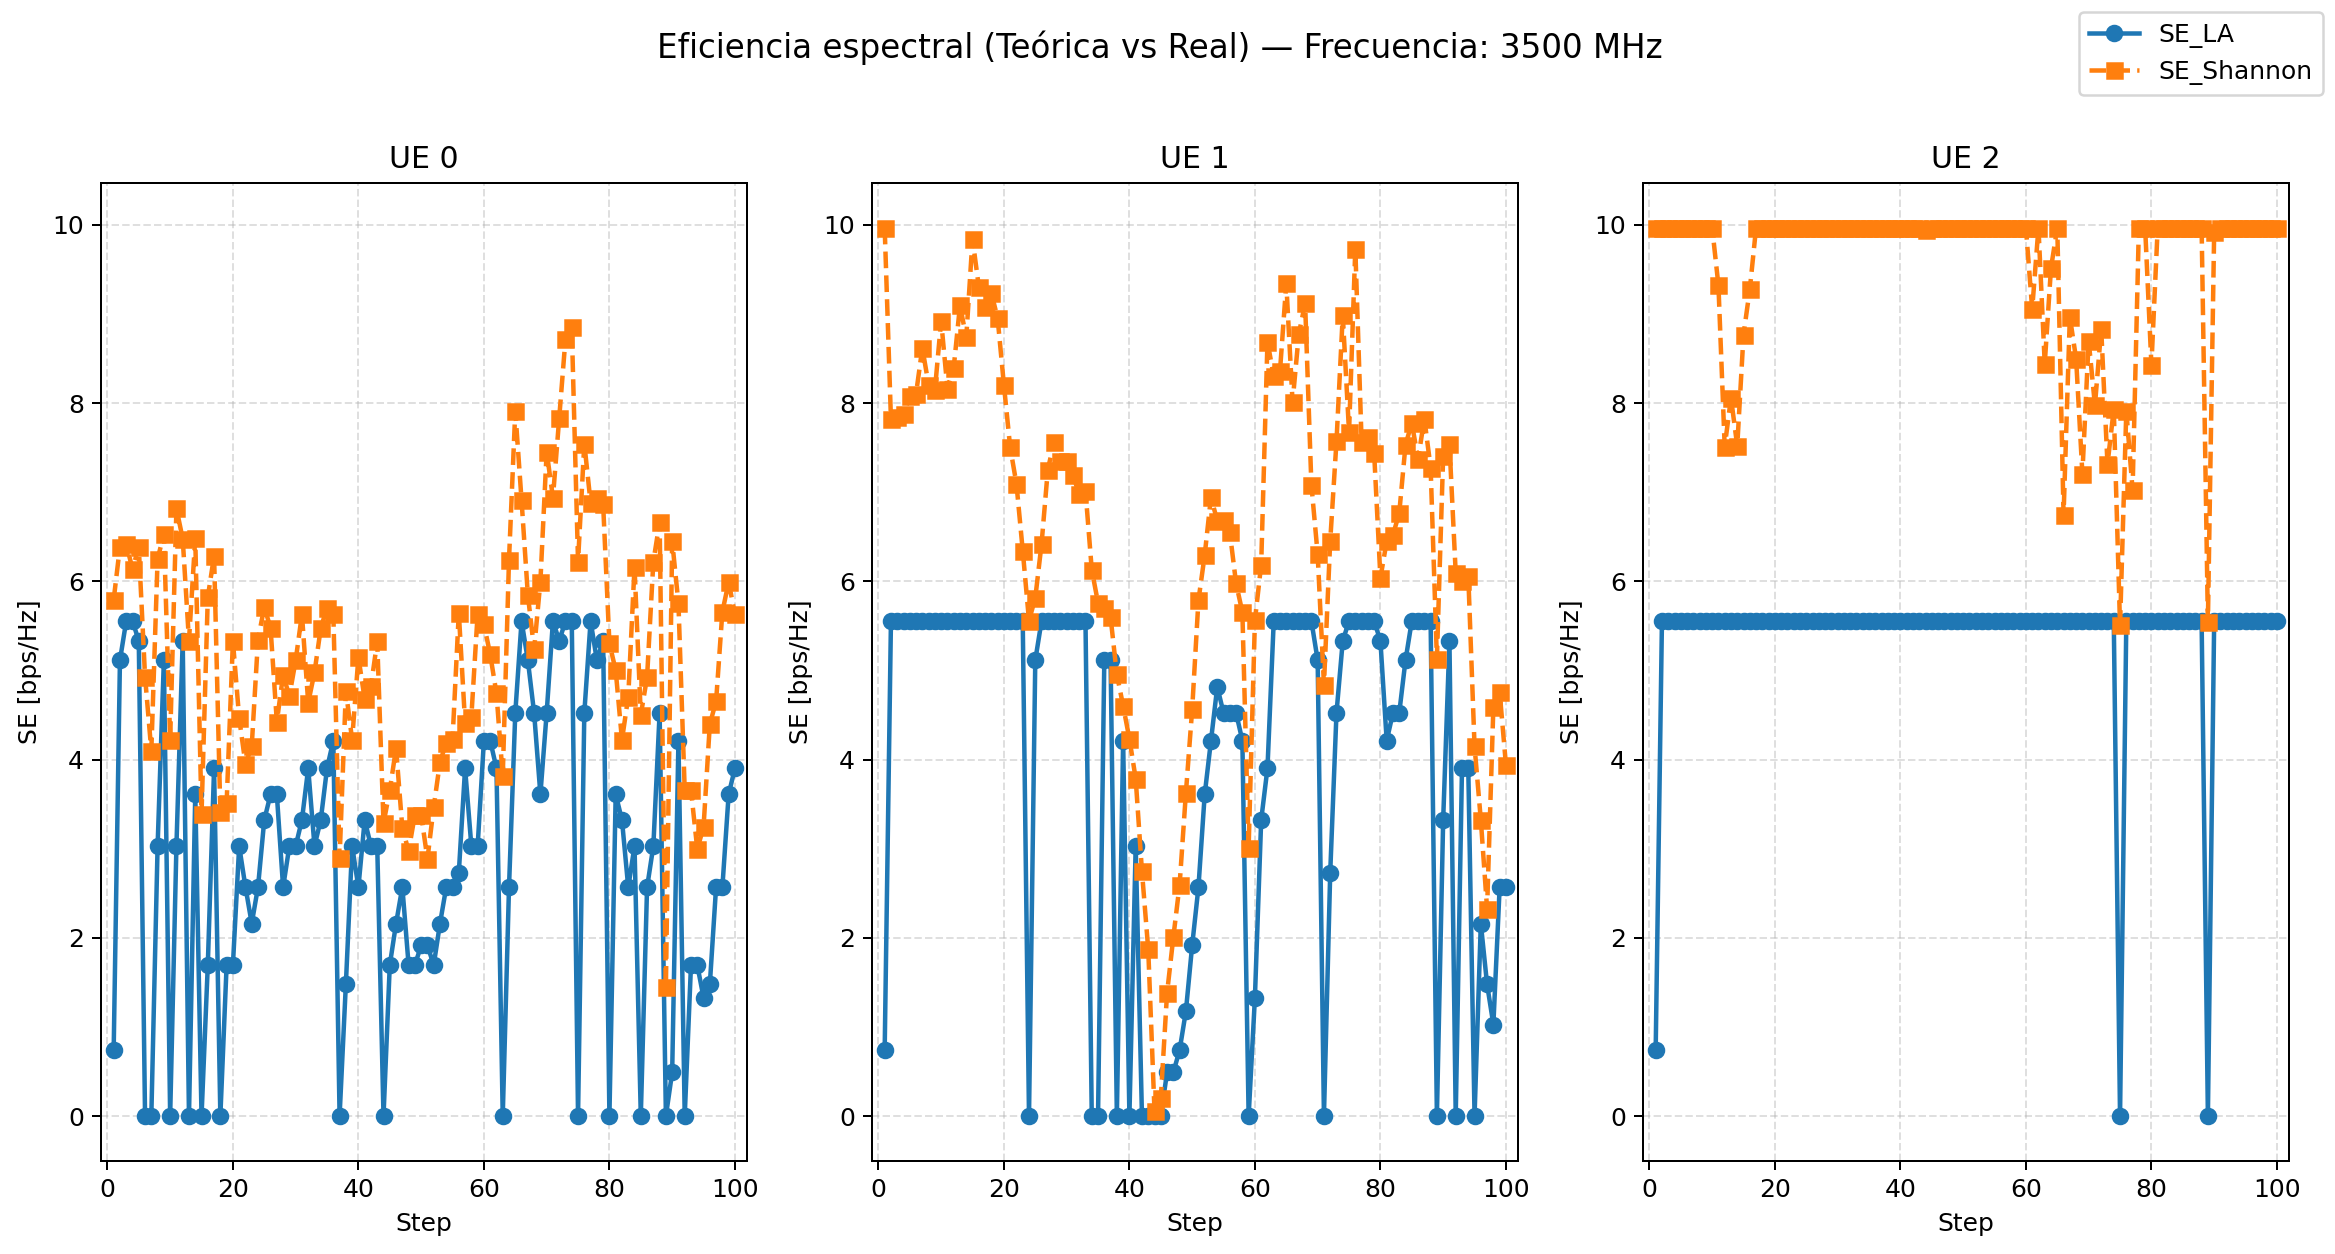 Eficiencia espectral (Teórica vs Real) — Frecuencia: 3500 MHz
SE_LA
SE_Shannon
UE 0
SE [bps/Hz]
10
8
6
4
2
0
0 20 40 60 80 100
Step
UE 1
SE [bps/Hz]
10
8
6
4
2
0
0 20 40 60 80 100
Step
UE 2
SE [bps/Hz]
10
8
6
4
2
0
0 20 40 60 80 100
Step